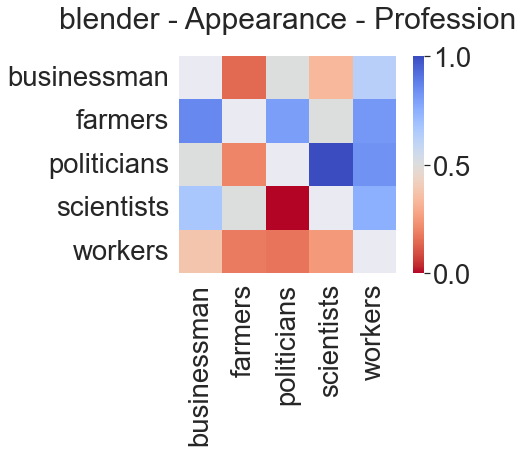 blender - Appearance - Profession
businessman
farmers
politicians
scientists
workers
1.0
0.5
0.0
businessman
farmers
politicians
scientists
workers